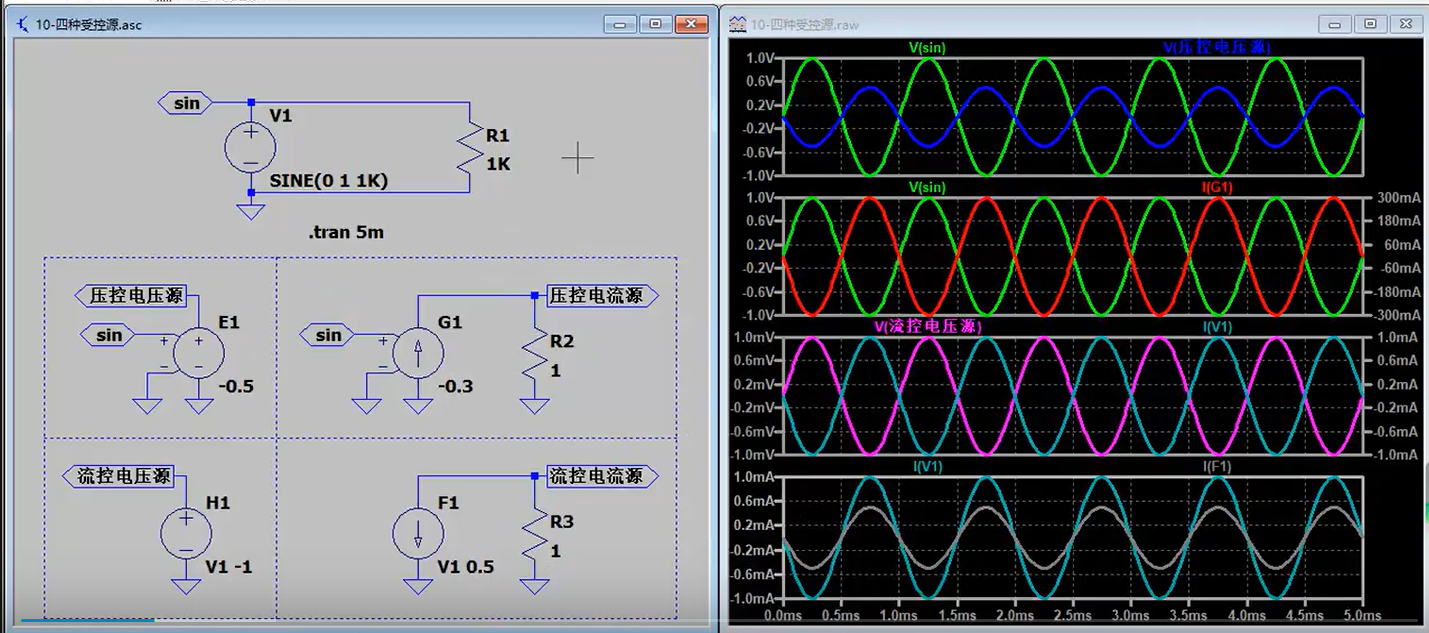 10-四种受控源.asc
sin
V1
R1
1K
SINE(0 1 1K)
.tran 5m
压控电压源
sin
E1
-0.5
压控电流源
sin
G1
-0.3
R2
1
流控电压源
H1
V1 -1
流控电流源
F1
V1 0.5
R3
1
10-四种受控源.raw
V(sin) V(压控电压源)
1.0V
0.6V
0.2V
-0.2V
-0.6V
-1.0V
V(sin) I(G1)
1.0V 300mA
0.6V 180mA
0.2V 60mA
-0.2V -60mA
-0.6V -180mA
-1.0V -300mA
V(流控电压源) I(V1)
1.0mV 1.0mA
0.6mV 0.6mA
0.2mV 0.2mA
-0.2mV -0.2mA
-0.6mV -0.6mA
-1.0mV -1.0mA
I(V1) I(F1)
1.0mA
0.6mA
0.2mA
-0.2mA
-0.6mA
-1.0mA
0.0ms 0.5ms 1.0ms 1.5ms 2.0ms 2.5ms 3.0ms 3.5ms 4.0ms 4.5ms 5.0ms